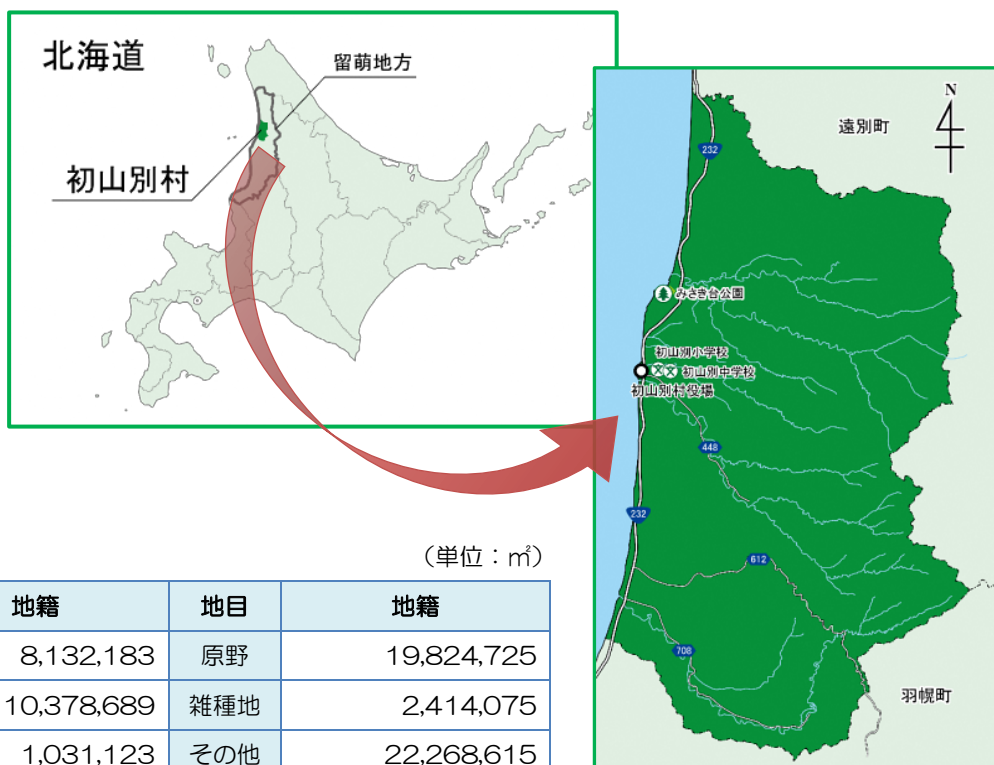 北海道
留萌地方
初山別村
N
遠別町
232
みさき台公園
初山別小学校
初山別中学校
初山別村役場
448
232
612
708
羽幌町
（単位：㎡）
地籍 地目 地籍
8,132,183 原野 19,824,725
10,378,689 雑種地 2,414,075
1,031,123 その他 22,268,615